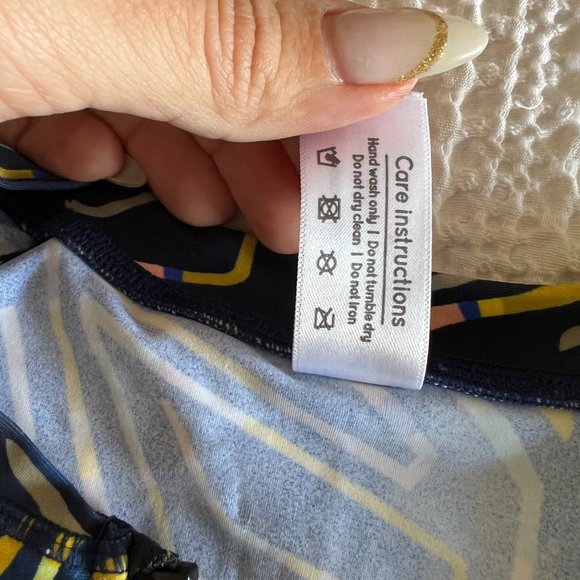 Care instructions
Hand wash only | Do not tumble dry
Do not dry clean | Do not iron